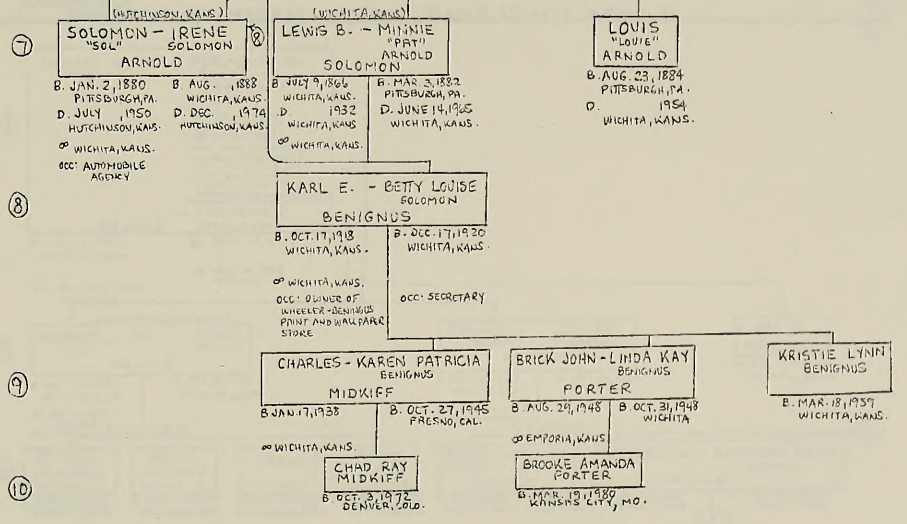 (HUTCHINSON, KANS)
(WICHITA, KANS)
7
SOLOMON - IRENE
"SOL" SOLOMON
ARNOLD
8
LEWIS B. - MINNIE
"PAT"
ARNOLD
SOLOMON
LOUIS
"LOUIE"
ARNOLD
B. JAN. 2, 1880
PITTSBURGH, PA.
D. JULY , 1950
HUTCHINSON, KANS.
∞ WICHITA, KANS.
OCC: AUTOMOBILE
AGENCY
B. AUG. , 1888
WICHITA, KANS.
D. DEC. , 1974
HUTCHINSON, KANS.
B. JULY 9, 1866
WICHITA, KANS.
D. 1932
WICHITA, KANS
∞ WICHITA, KANS.
B. MAR 3, 1882
PITTSBURGH, PA.
D. JUNE 14, 1965
WICHITA, KANS.
B. AUG. 23, 1884
PITTSBURGH, PA.
D. 1954
WICHITA, KANS.
8
KARL E. - BETTY LOUISE
SOLOMON
BENIGNUS
B. OCT. 17, 1918
WICHITA, KANS.
∞ WICHITA, KANS.
OCC: OWNER OF
WHEELER-BENIGNUS
PAINT AND WALLPAPER
STORE
B. DEC. 17, 1920
WICHITA, KANS.
OCC: SECRETARY
9
CHARLES - KAREN PATRICIA
BENIGNUS
MIDKIFF
BRICK JOHN - LINDA KAY
BENIGNUS
PORTER
KRISTIE LYNN
BENIGNUS
B. JAN. 17, 1938
∞ WICHITA, KANS.
B. OCT. 27, 1945
FRESNO, CAL.
B. AUG. 29, 1948
∞ EMPORIA, KANS
B. OCT. 31, 1948
WICHITA
B. MAR. 18, 1957
WICHITA, KANS.
10
CHAD RAY
MIDKIFF
B. OCT. 3, 1972
DENVER, COLO.
BROOKE AMANDA
PORTER
B. MAR. 19, 1980
KANSAS CITY, MO.